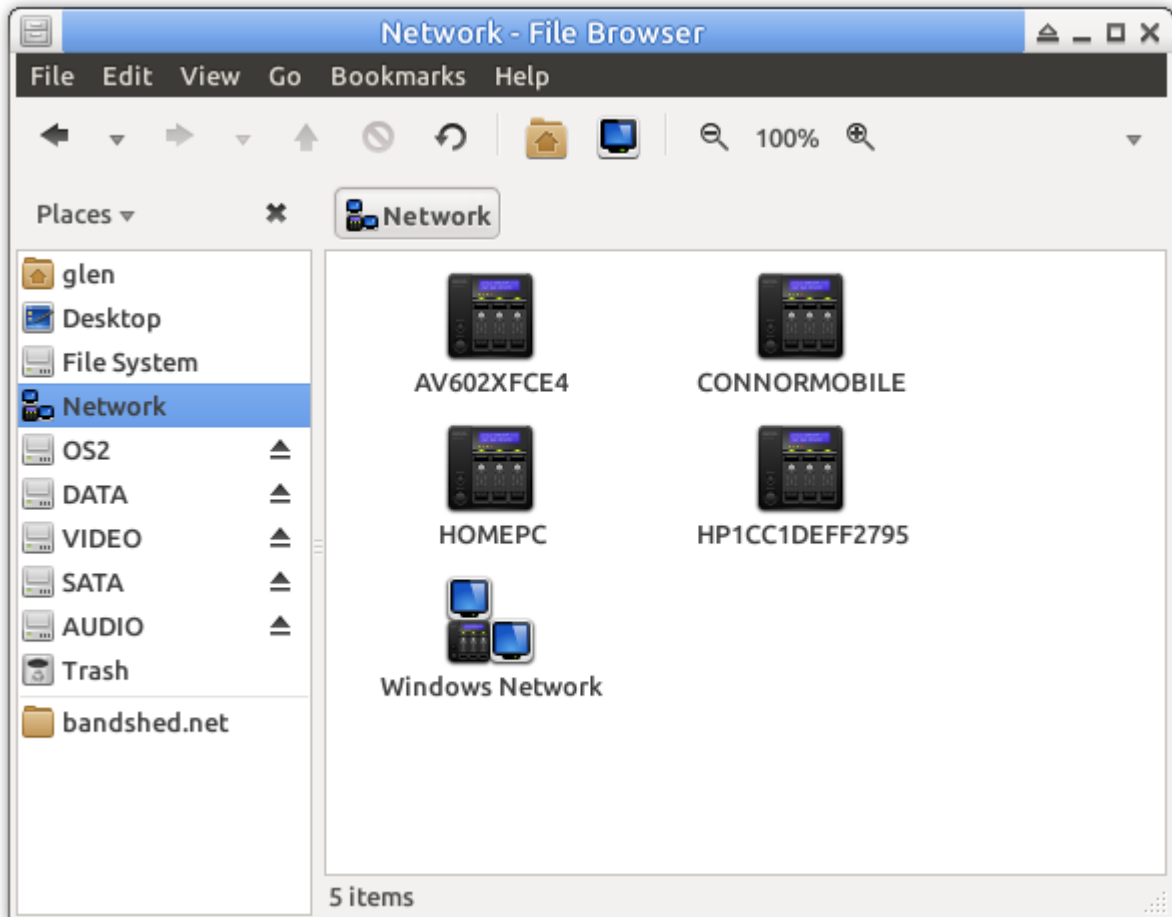 Network - File Browser
File Edit View Go Bookmarks Help
100%
Places
Network
glen
Desktop
File System
Network
OS2
DATA
VIDEO
SATA
AUDIO
Trash
bandshed.net
AV602XFCE4 CONNORMOBILE
HOMEPC HP1CC1DEFF2795
Windows Network
5 items